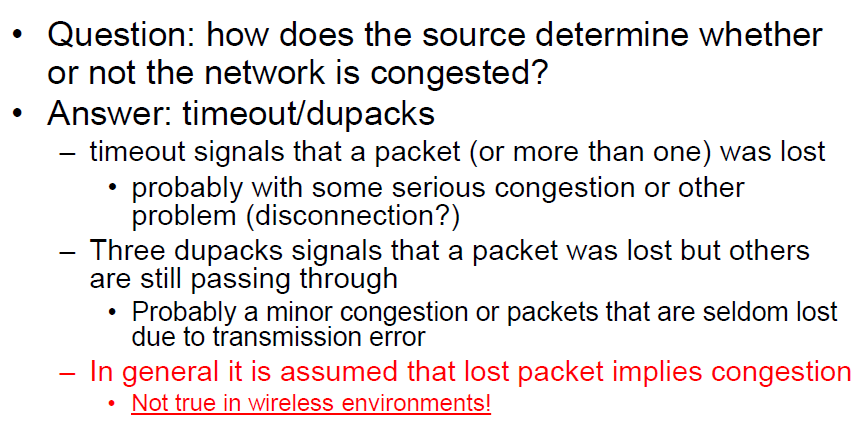 • Question: how does the source determine whether
or not the network is congested?
• Answer: timeout/dupacks
– timeout signals that a packet (or more than one) was lost
• probably with some serious congestion or other
problem (disconnection?)
– Three dupacks signals that a packet was lost but others
are still passing through
• Probably a minor congestion or packets that are seldom lost
due to transmission error
– In general it is assumed that lost packet implies congestion
• Not true in wireless environments!